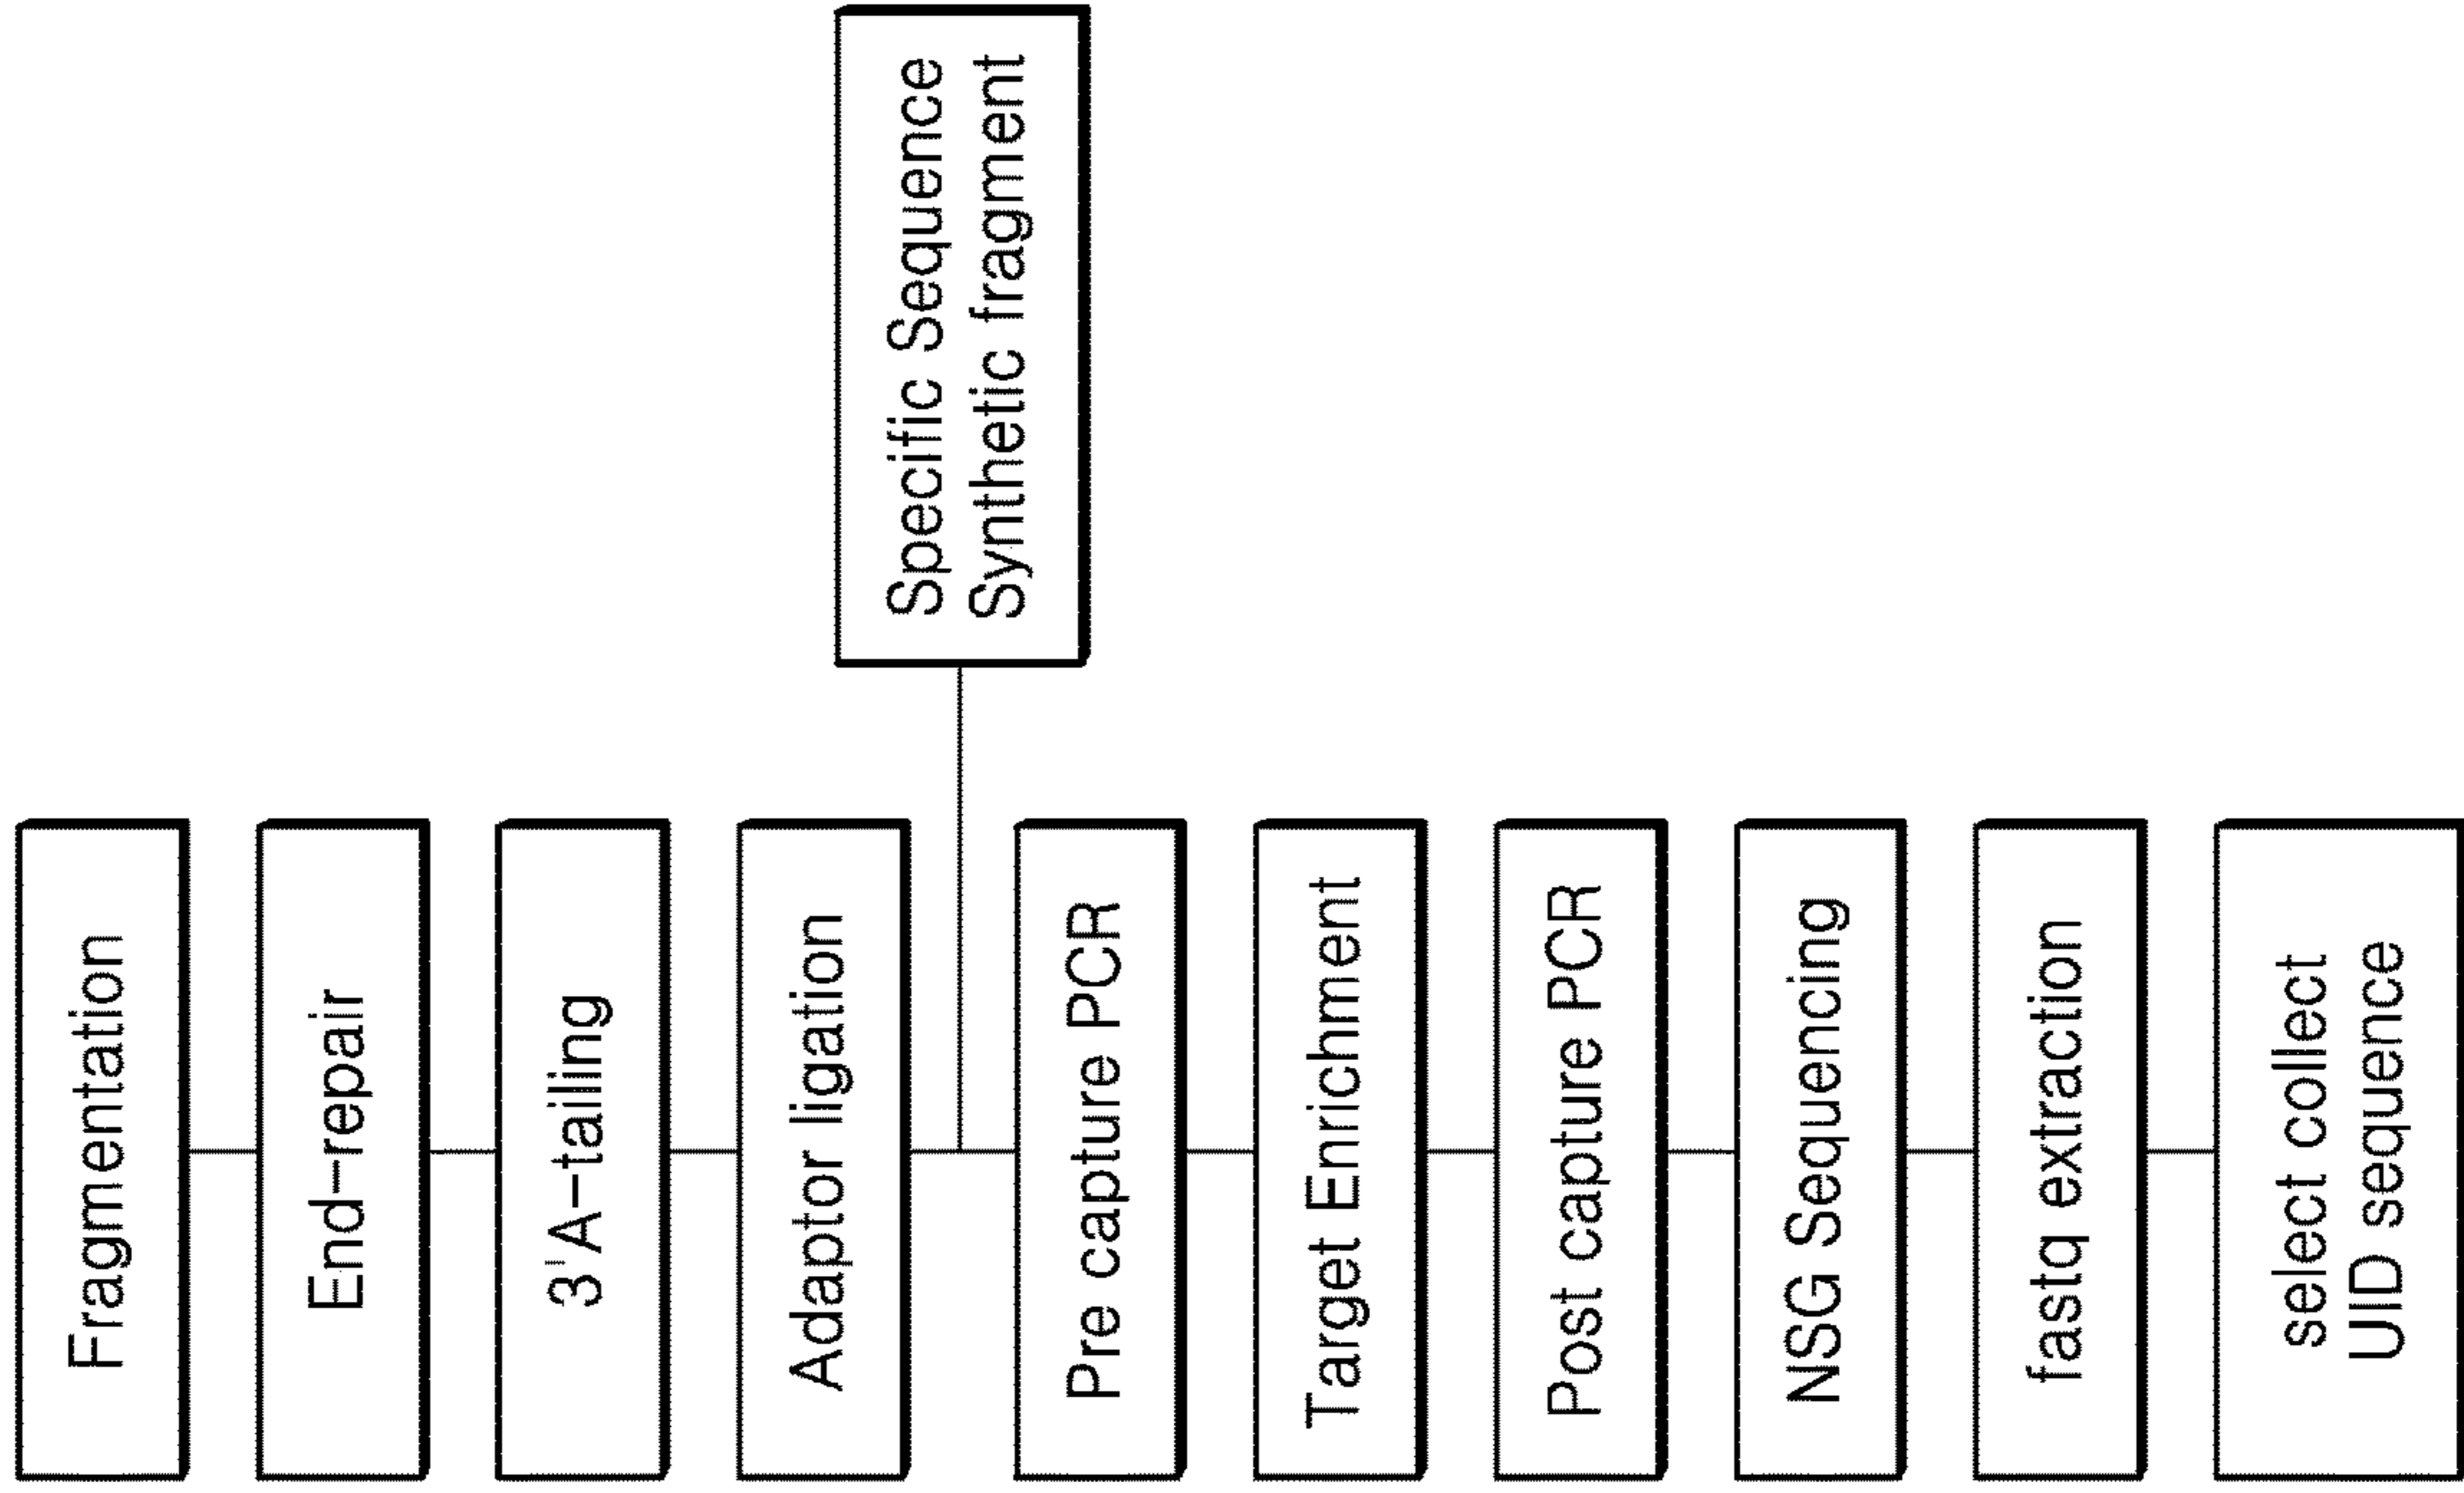 Fragmentation
End-repair
3'A-tailing
Adaptor ligation
Specific Sequence
Synthetic fragment
Pre capture PCR
Target Enrichment
Post capture PCR
NSG Sequencing
fastq extraction
select collect
UID sequence